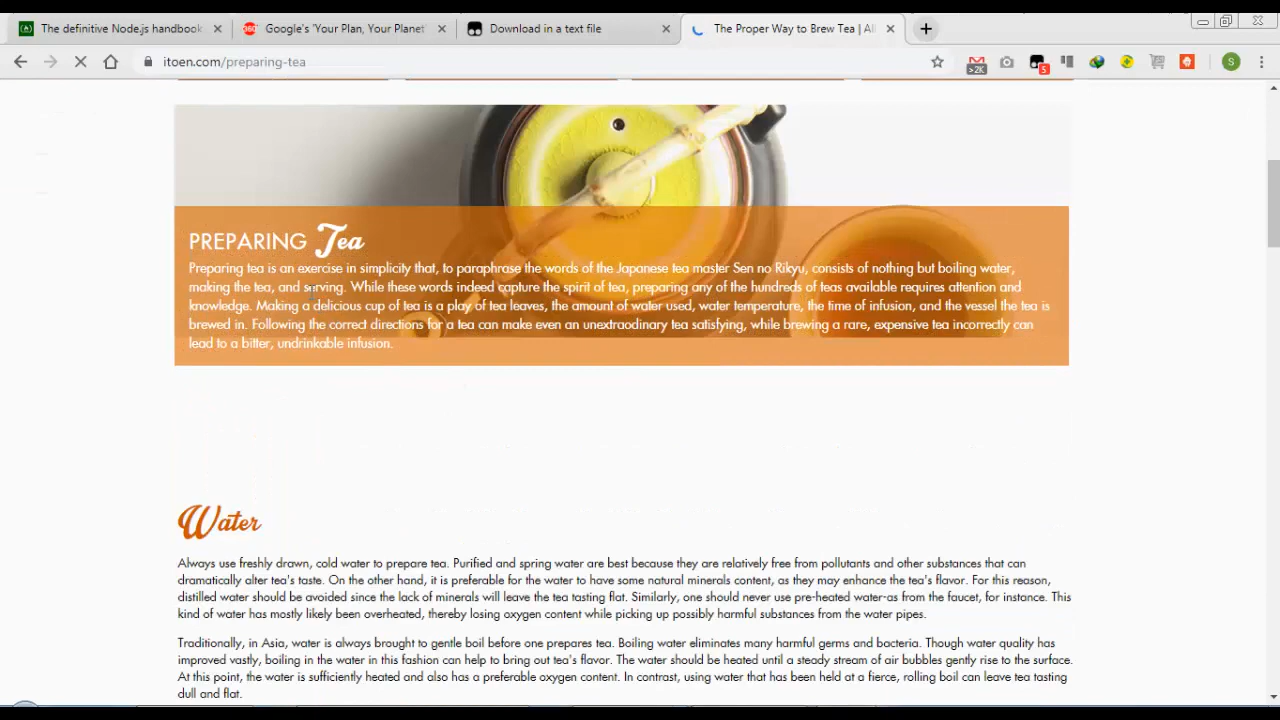 The definitive Node.js handbook
Google's 'Your Plan, Your Planet'
Download in a text file
The Proper Way to Brew Tea | All
itoen.com/preparing-tea
>2K
5
S
PREPARING Tea
Preparing tea is an exercise in simplicity that, to paraphrase the words of the Japanese tea master Sen no Rikyu, consists of nothing but boiling water,
making the tea, and serving. While these words indeed capture the spirit of tea, preparing any of the hundreds of teas available requires attention and
knowledge. Making a delicious cup of tea is a play of tea leaves, the amount of water used, water temperature, the time of infusion, and the vessel the tea is
brewed in. Following the correct directions for a tea can make even an unextraodinary tea satisfying, while brewing a rare, expensive tea incorrectly can
lead to a bitter, undrinkable infusion.
Water
Always use freshly drawn, cold water to prepare tea. Purified and spring water are best because they are relatively free from pollutants and other substances that can
dramatically alter tea's taste. On the other hand, it is preferable for the water to have some natural minerals content, as they may enhance the tea's flavor. For this reason,
distilled water should be avoided since the lack of minerals will leave the tea tasting flat. Similarly, one should never use pre-heated water-as from the faucet, for instance. This
kind of water has mostly likely been overheated, thereby losing oxygen content while picking up possibly harmful substances from the water pipes.
Traditionally, in Asia, water is always brought to gentle boil before one prepares tea. Boiling water eliminates many harmful germs and bacteria. Though water quality has
improved vastly, boiling in the water in this fashion can help to bring out tea's flavor. The water should be heated until a steady stream of air bubbles gently rise to the surface.
At this point, the water is sufficiently heated and also has a preferable oxygen content. In contrast, using water that has been held at a fierce, rolling boil can leave tea tasting
dull and flat.